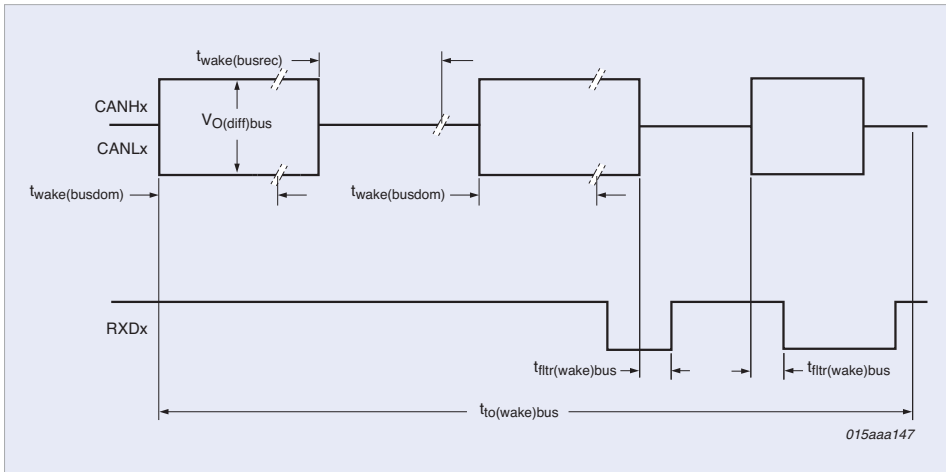 twake(busrec)
CANHx
VO(diff)bus
CANLx
twake(busdom)
twake(busdom)
RXDx
tfltr(wake)bus
tfltr(wake)bus
tto(wake)bus
015aaa147